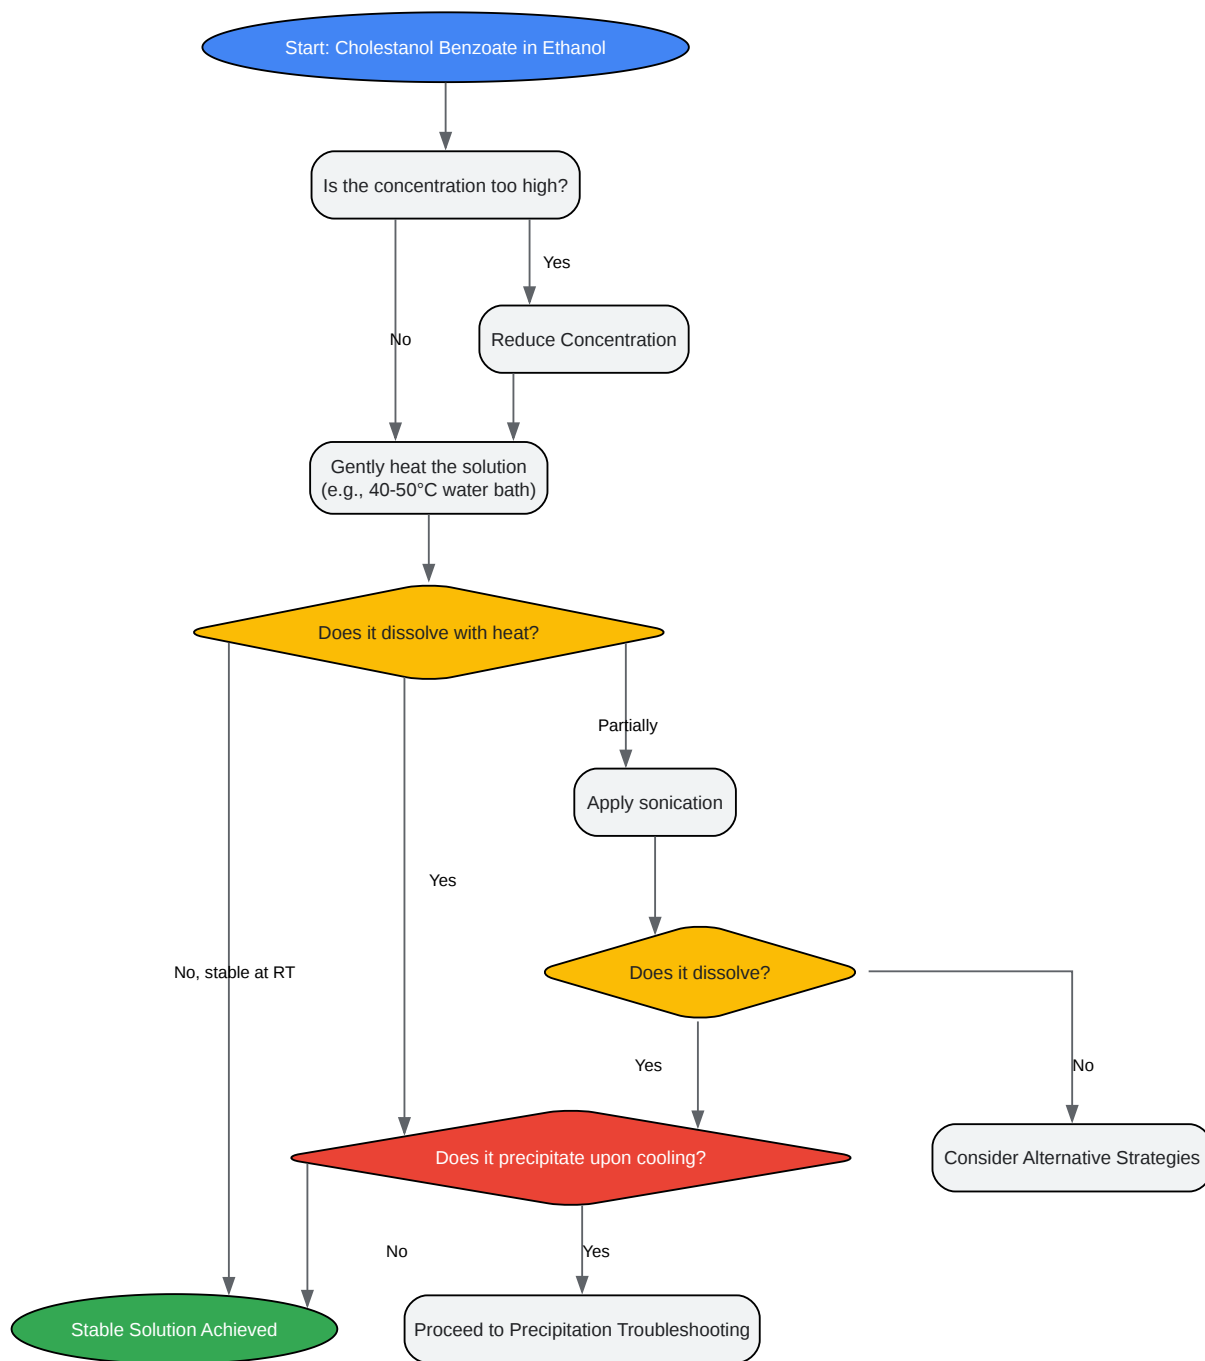 Start: Cholestanol Benzoate in Ethanol
Is the concentration too high?
Yes
No
Reduce Concentration
Gently heat the solution
(e.g., 40-50°C water bath)
Does it dissolve with heat?
Partially
Apply sonication
Yes
No, stable at RT
Does it dissolve?
Yes
No
Does it precipitate upon cooling?
Consider Alternative Strategies
No
Yes
Stable Solution Achieved
Proceed to Precipitation Troubleshooting